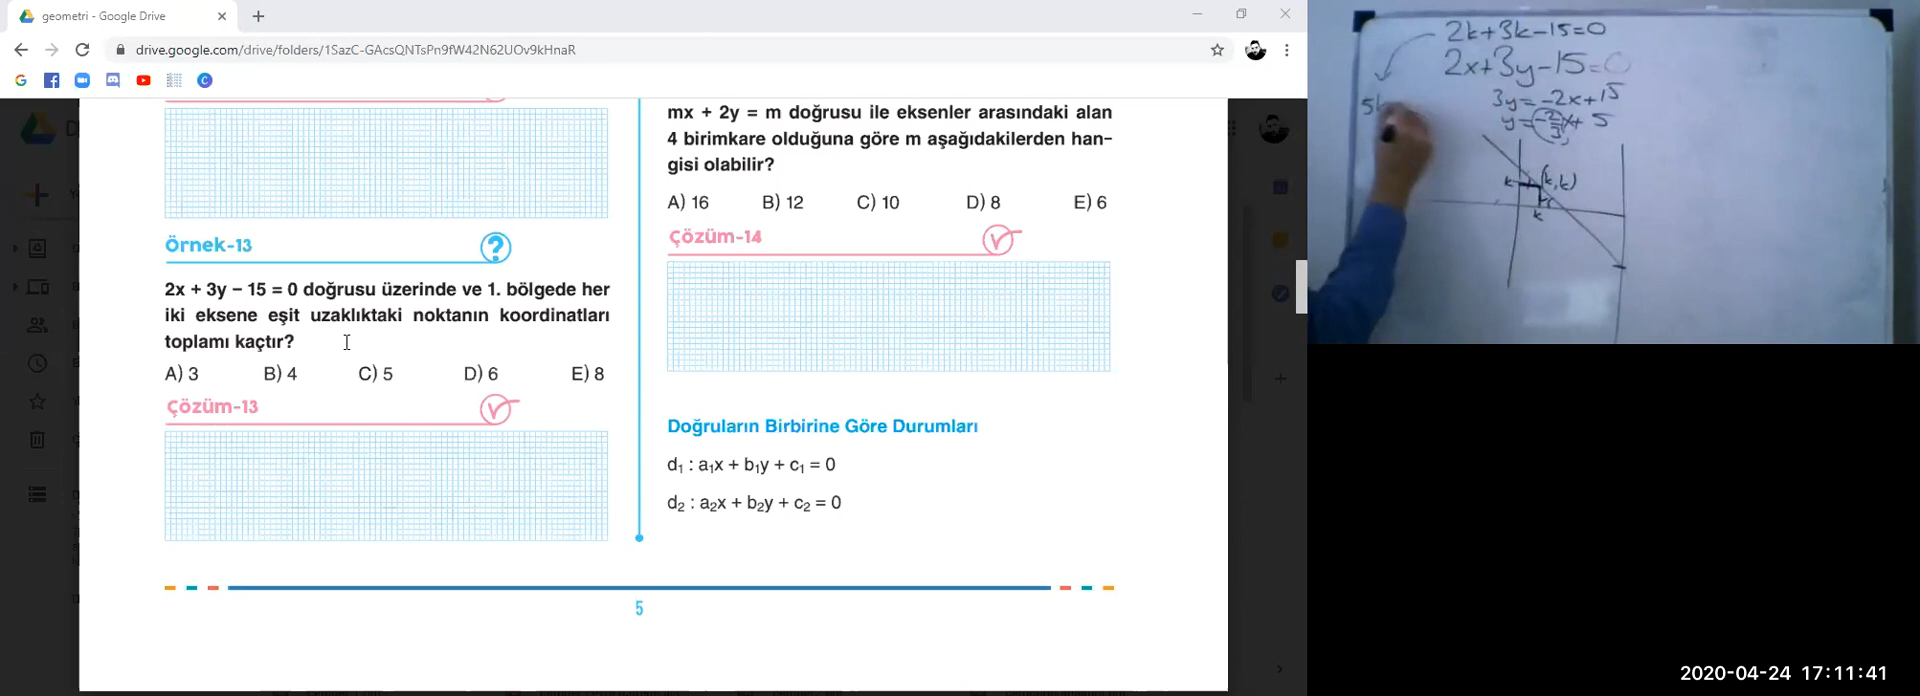 geometri - Google Drive
drive.google.com/drive/folders/1SazC-GAcsQNTsPn9fW42N62UOv9kHnaR
Örnek-13
?
2x + 3y − 15 = 0 doğrusu üzerinde ve 1. bölgede her
iki eksene eşit uzaklıktaki noktanın koordinatları
toplamı kaçtır?
A) 3 B) 4 C) 5 D) 6 E) 8
Çözüm-13
mx + 2y = m doğrusu ile eksenler arasındaki alan
4 birimkare olduğuna göre m aşağıdakilerden han-
gisi olabilir?
A) 16 B) 12 C) 10 D) 8 E) 6
Çözüm-14
Doğruların Birbirine Göre Durumları
d₁ : a₁x + b₁y + c₁ = 0
d₂ : a₂x + b₂y + c₂ = 0
5
2k+3k-15=0
2x+3y-15=0
3y=-2x+15
y=-2/3x+5
k
(k,k)
k
k
2020-04-24 17:11:41